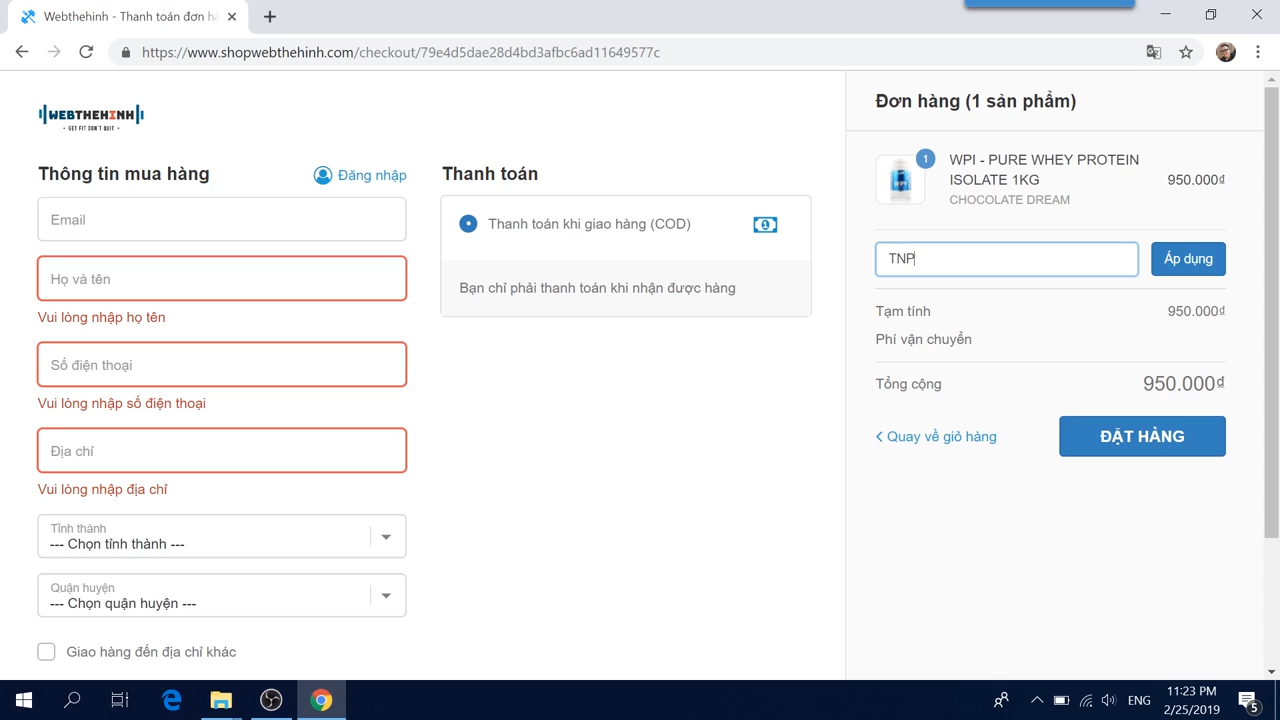 Webthehinh - Thanh toán đơn hà
https://www.shopwebthehinh.com/checkout/79e4d5dae28d4bd3afbc6ad11649577c
WEBTHEHINH
• GET FIT DON'T QUIT •
Thông tin mua hàng
Đăng nhập
Email
Họ và tên
Vui lòng nhập họ tên
Số điện thoại
Vui lòng nhập số điện thoại
Địa chỉ
Vui lòng nhập địa chỉ
Tỉnh thành
--- Chọn tỉnh thành ---
Quận huyện
--- Chọn quận huyện ---
Giao hàng đến địa chỉ khác
Thanh toán
Thanh toán khi giao hàng (COD)
Bạn chỉ phải thanh toán khi nhận được hàng
Đơn hàng (1 sản phẩm)
1
WPI - PURE WHEY PROTEIN
ISOLATE 1KG
950.000₫
CHOCOLATE DREAM
WPI
TNP
Áp dụng
Tạm tính 950.000₫
Phí vận chuyển
Tổng cộng 950.000₫
Quay về giỏ hàng
ĐẶT HÀNG
ENG
11:23 PM
2/25/2019
5